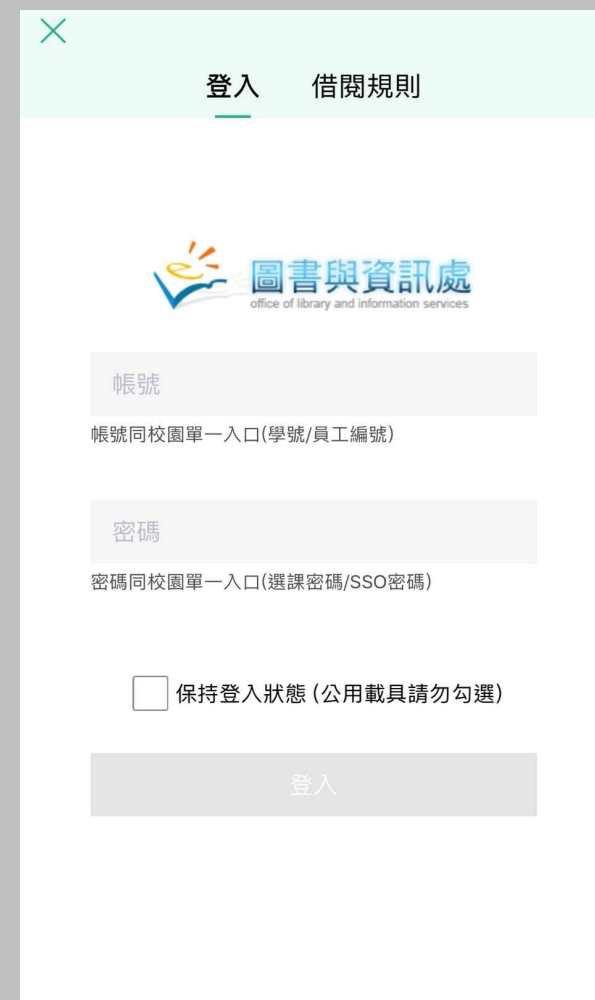 登入 借閱規則
圖書與資訊處
office of library and information services
帳號
帳號同校園單一入口(學號/員工編號)
密碼
密碼同校園單一入口(選課密碼/SSO密碼)
保持登入狀態 (公用載具請勿勾選)
登入